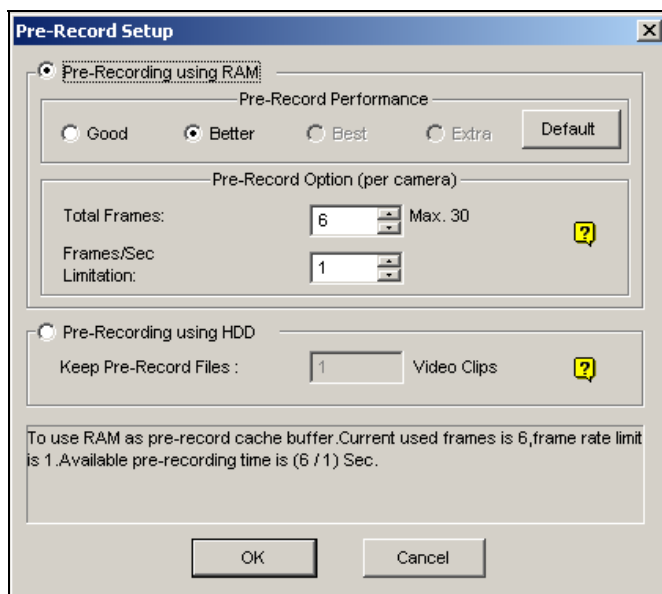 Pre-Record Setup
Pre-Recording using RAM
Pre-Record Performance
Good Better Best Extra Default
Pre-Record Option (per camera)
Total Frames: 6 Max. 30
Frames/Sec
Limitation: 1
Pre-Recording using HDD
Keep Pre-Record Files : 1 Video Clips
To use RAM as pre-record cache buffer.Current used frames is 6,frame rate limit
is 1.Available pre-recording time is (6 / 1) Sec.
OK Cancel